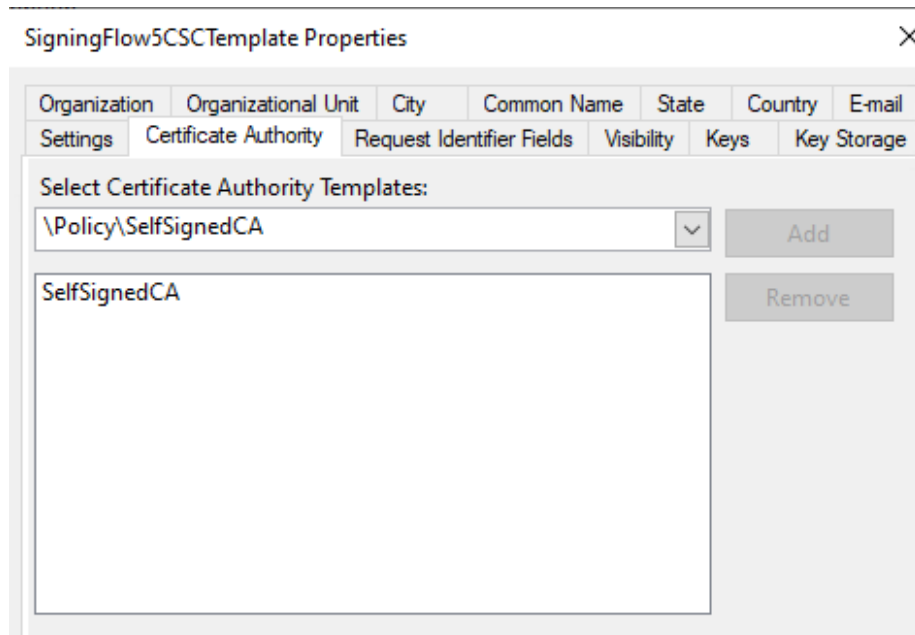 SigningFlow5CSCTemplate Properties
Organization Organizational Unit City Common Name State Country E-mail
Settings Certificate Authority Request Identifier Fields Visibility Keys Key Storage
Select Certificate Authority Templates:
\Policy\SelfSignedCA Add
SelfSignedCA Remove